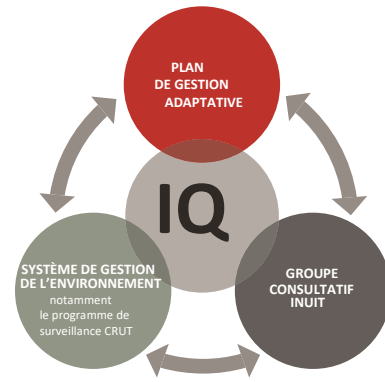 PLAN
DE GESTION
ADAPTATIVE
IQ
SYSTÈME DE GESTION
DE L’ENVIRONNEMENT
notamment
le programme de
surveillance CRUT
GROUPE
CONSULTATIF
INUIT